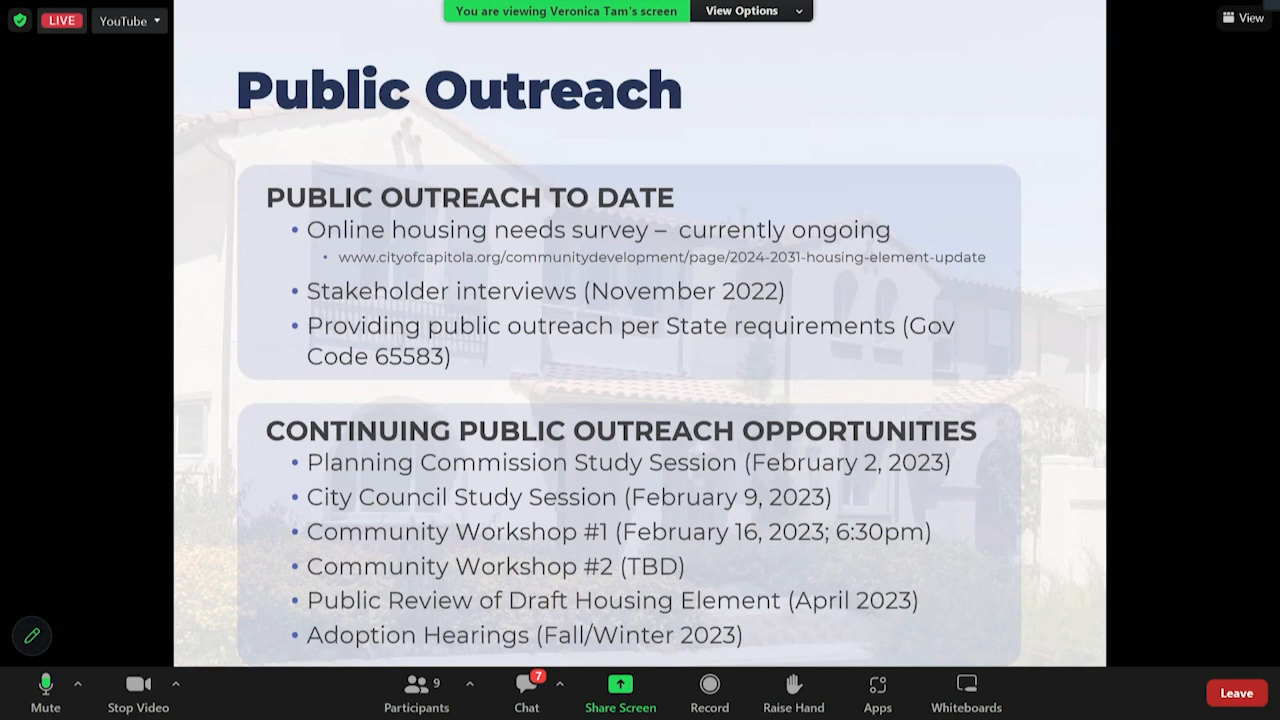 LIVE
YouTube
You are viewing Veronica Tam's screen
View Options
View
Public Outreach
PUBLIC OUTREACH TO DATE
• Online housing needs survey – currently ongoing
• www.cityofcapitola.org/communitydevelopment/page/2024-2031-housing-element-update
• Stakeholder interviews (November 2022)
• Providing public outreach per State requirements (Gov
Code 65583)
CONTINUING PUBLIC OUTREACH OPPORTUNITIES
• Planning Commission Study Session (February 2, 2023)
• City Council Study Session (February 9, 2023)
• Community Workshop #1 (February 16, 2023; 6:30pm)
• Community Workshop #2 (TBD)
• Public Review of Draft Housing Element (April 2023)
• Adoption Hearings (Fall/Winter 2023)
9
7
Mute
Stop Video
Participants
Chat
Share Screen
Record
Raise Hand
Apps
Whiteboards
Leave